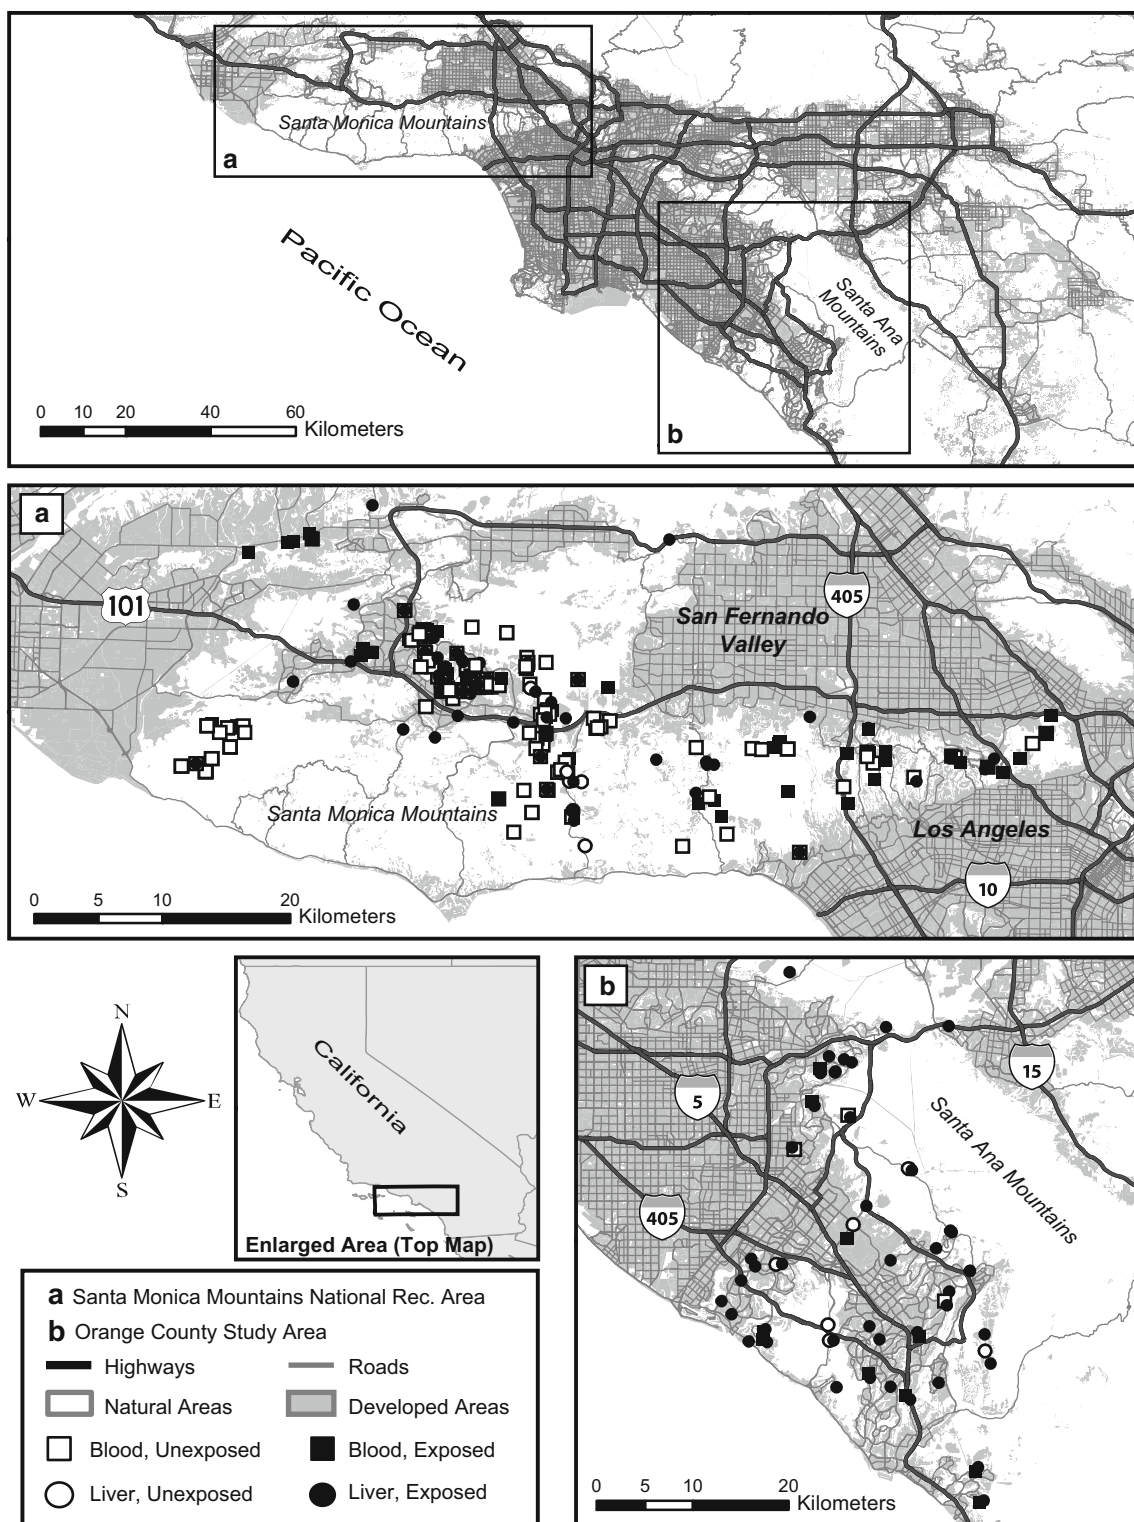 Santa Monica Mountains
a
Pacific Ocean
Santa Ana
Mountains
0 10 20 40 60
Kilometers
b
a
101
405
San Fernando
Valley
Santa Monica Mountains
Los Angeles
10
0 5 10 20
Kilometers
N
W E
S
California
Enlarged Area (Top Map)
b
5
15
405
Santa Ana Mountains
0 5 10 20
Kilometers
a Santa Monica Mountains National Rec. Area
b Orange County Study Area
Highways Roads
Natural Areas Developed Areas
Blood, Unexposed Blood, Exposed
Liver, Unexposed Liver, Exposed